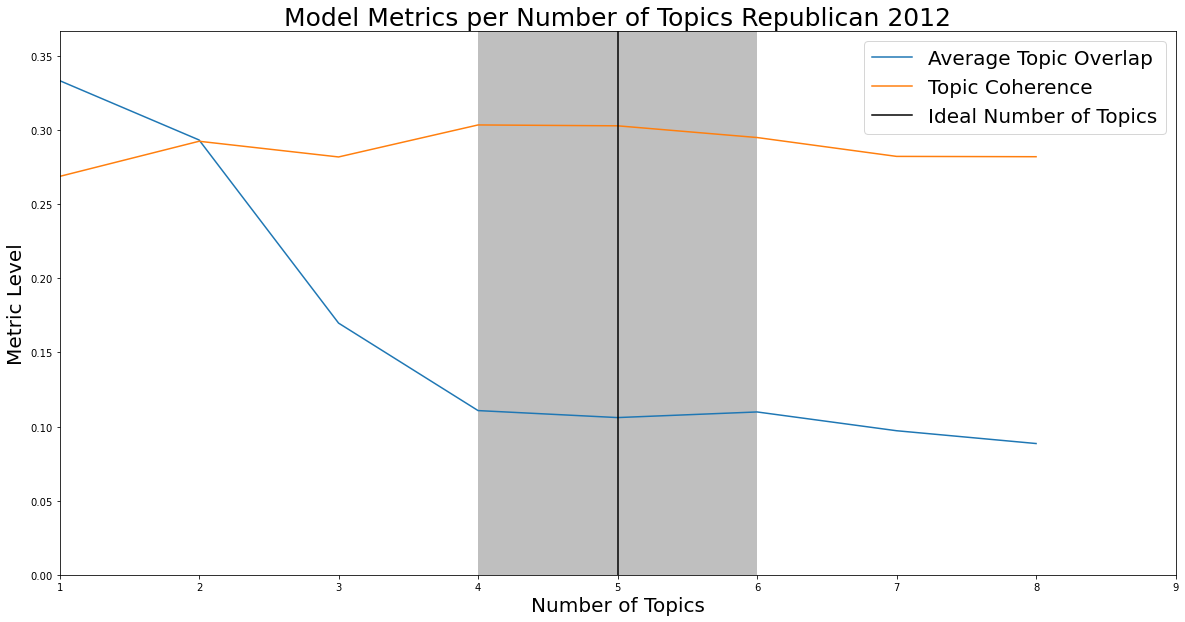 Model Metrics per Number of Topics Republican 2012
Average Topic Overlap
Topic Coherence
Ideal Number of Topics
Metric Level
0.35
0.30
0.25
0.20
0.15
0.10
0.05
0.00
1 2 3 4 5 6 7 8 9
Number of Topics